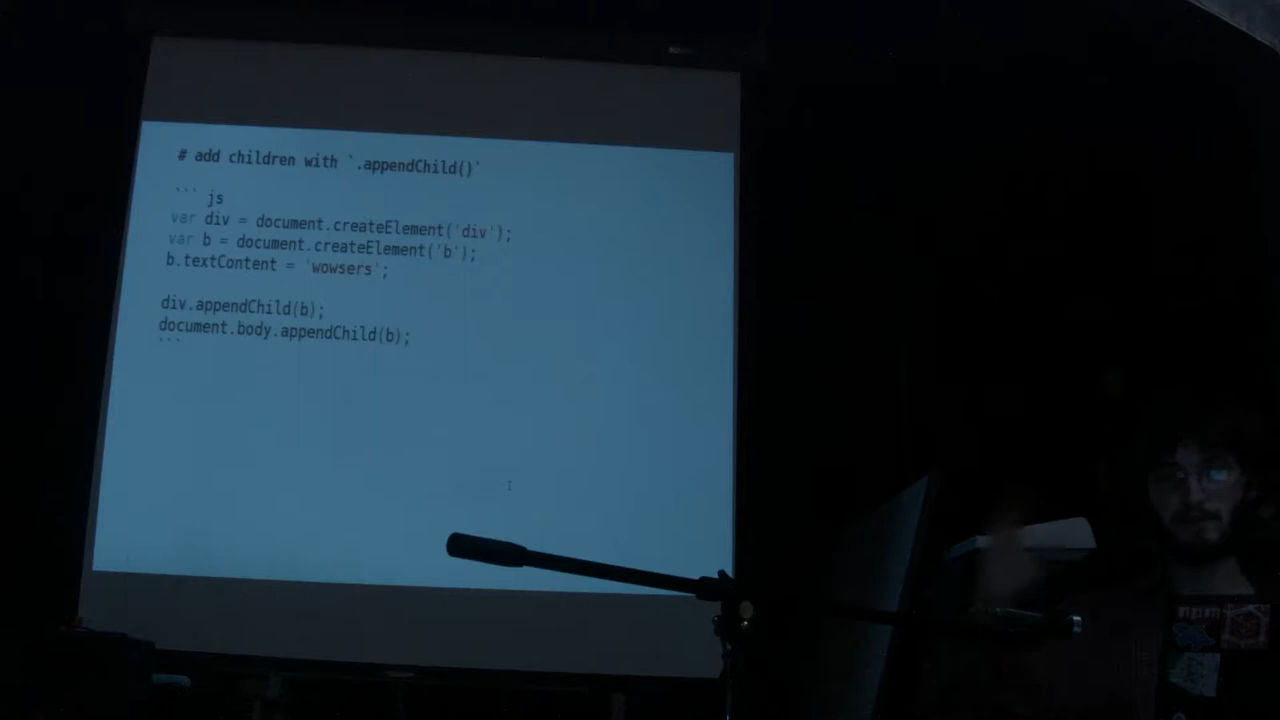 # add children with `.appendChild()`
``` js
var div = document.createElement('div');
var b = document.createElement('b');
b.textContent = 'wowsers';
div.appendChild(b);
document.body.appendChild(b);
```